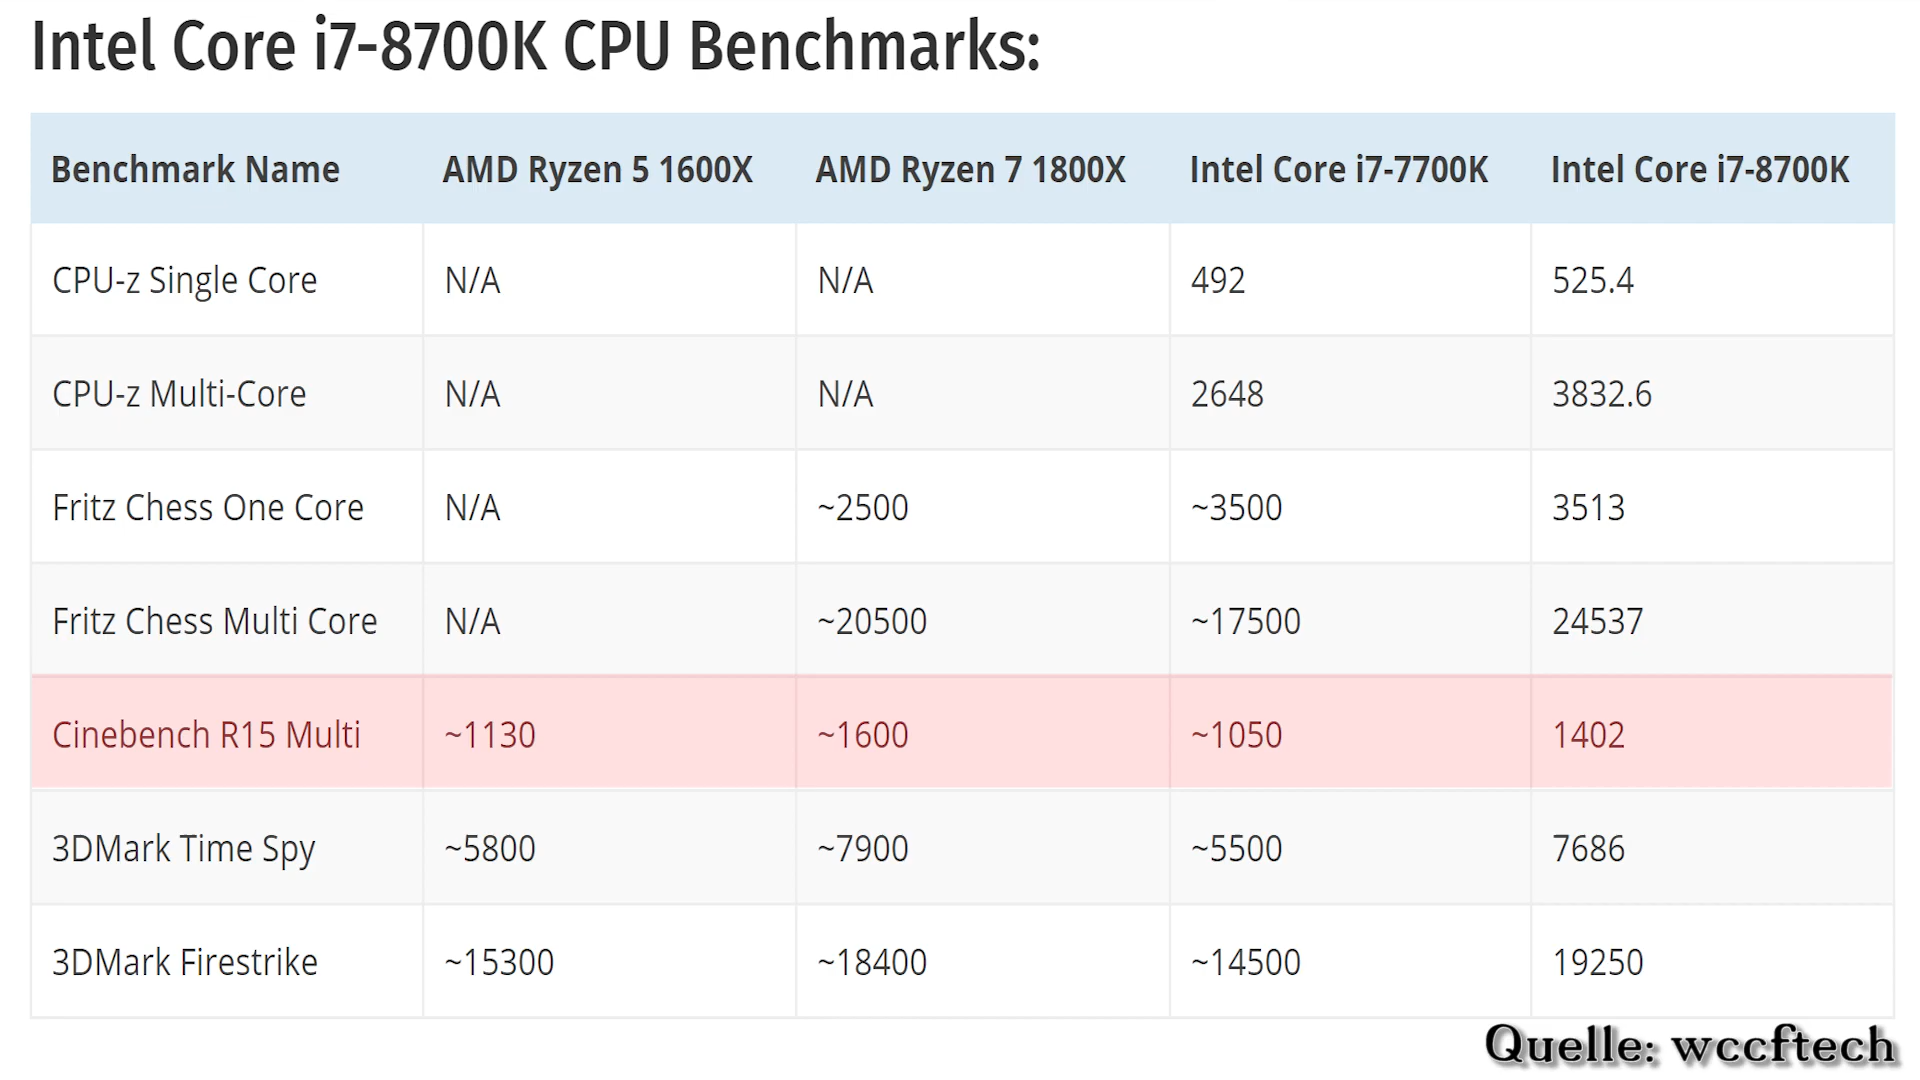 Intel Core i7-8700K CPU Benchmarks:
Benchmark Name AMD Ryzen 5 1600X AMD Ryzen 7 1800X Intel Core i7-7700K Intel Core i7-8700K
CPU-z Single Core N/A N/A 492 525.4
CPU-z Multi-Core N/A N/A 2648 3832.6
Fritz Chess One Core N/A ~2500 ~3500 3513
Fritz Chess Multi Core N/A ~20500 ~17500 24537
Cinebench R15 Multi ~1130 ~1600 ~1050 1402
3DMark Time Spy ~5800 ~7900 ~5500 7686
3DMark Firestrike ~15300 ~18400 ~14500 19250
Quelle: wccftech